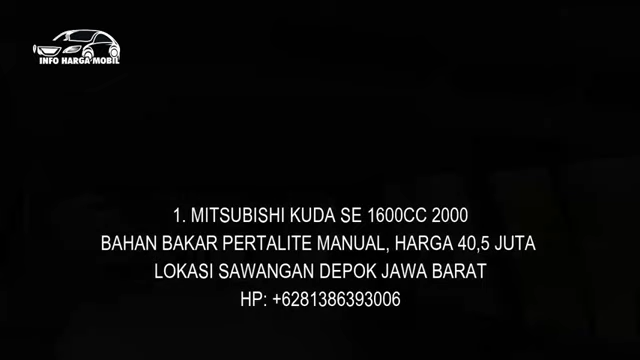 INFO HARGA MOBIL
1. MITSUBISHI KUDA SE 1600CC 2000
BAHAN BAKAR PERTALITE MANUAL, HARGA 40,5 JUTA
LOKASI SAWANGAN DEPOK JAWA BARAT
HP: +6281386393006